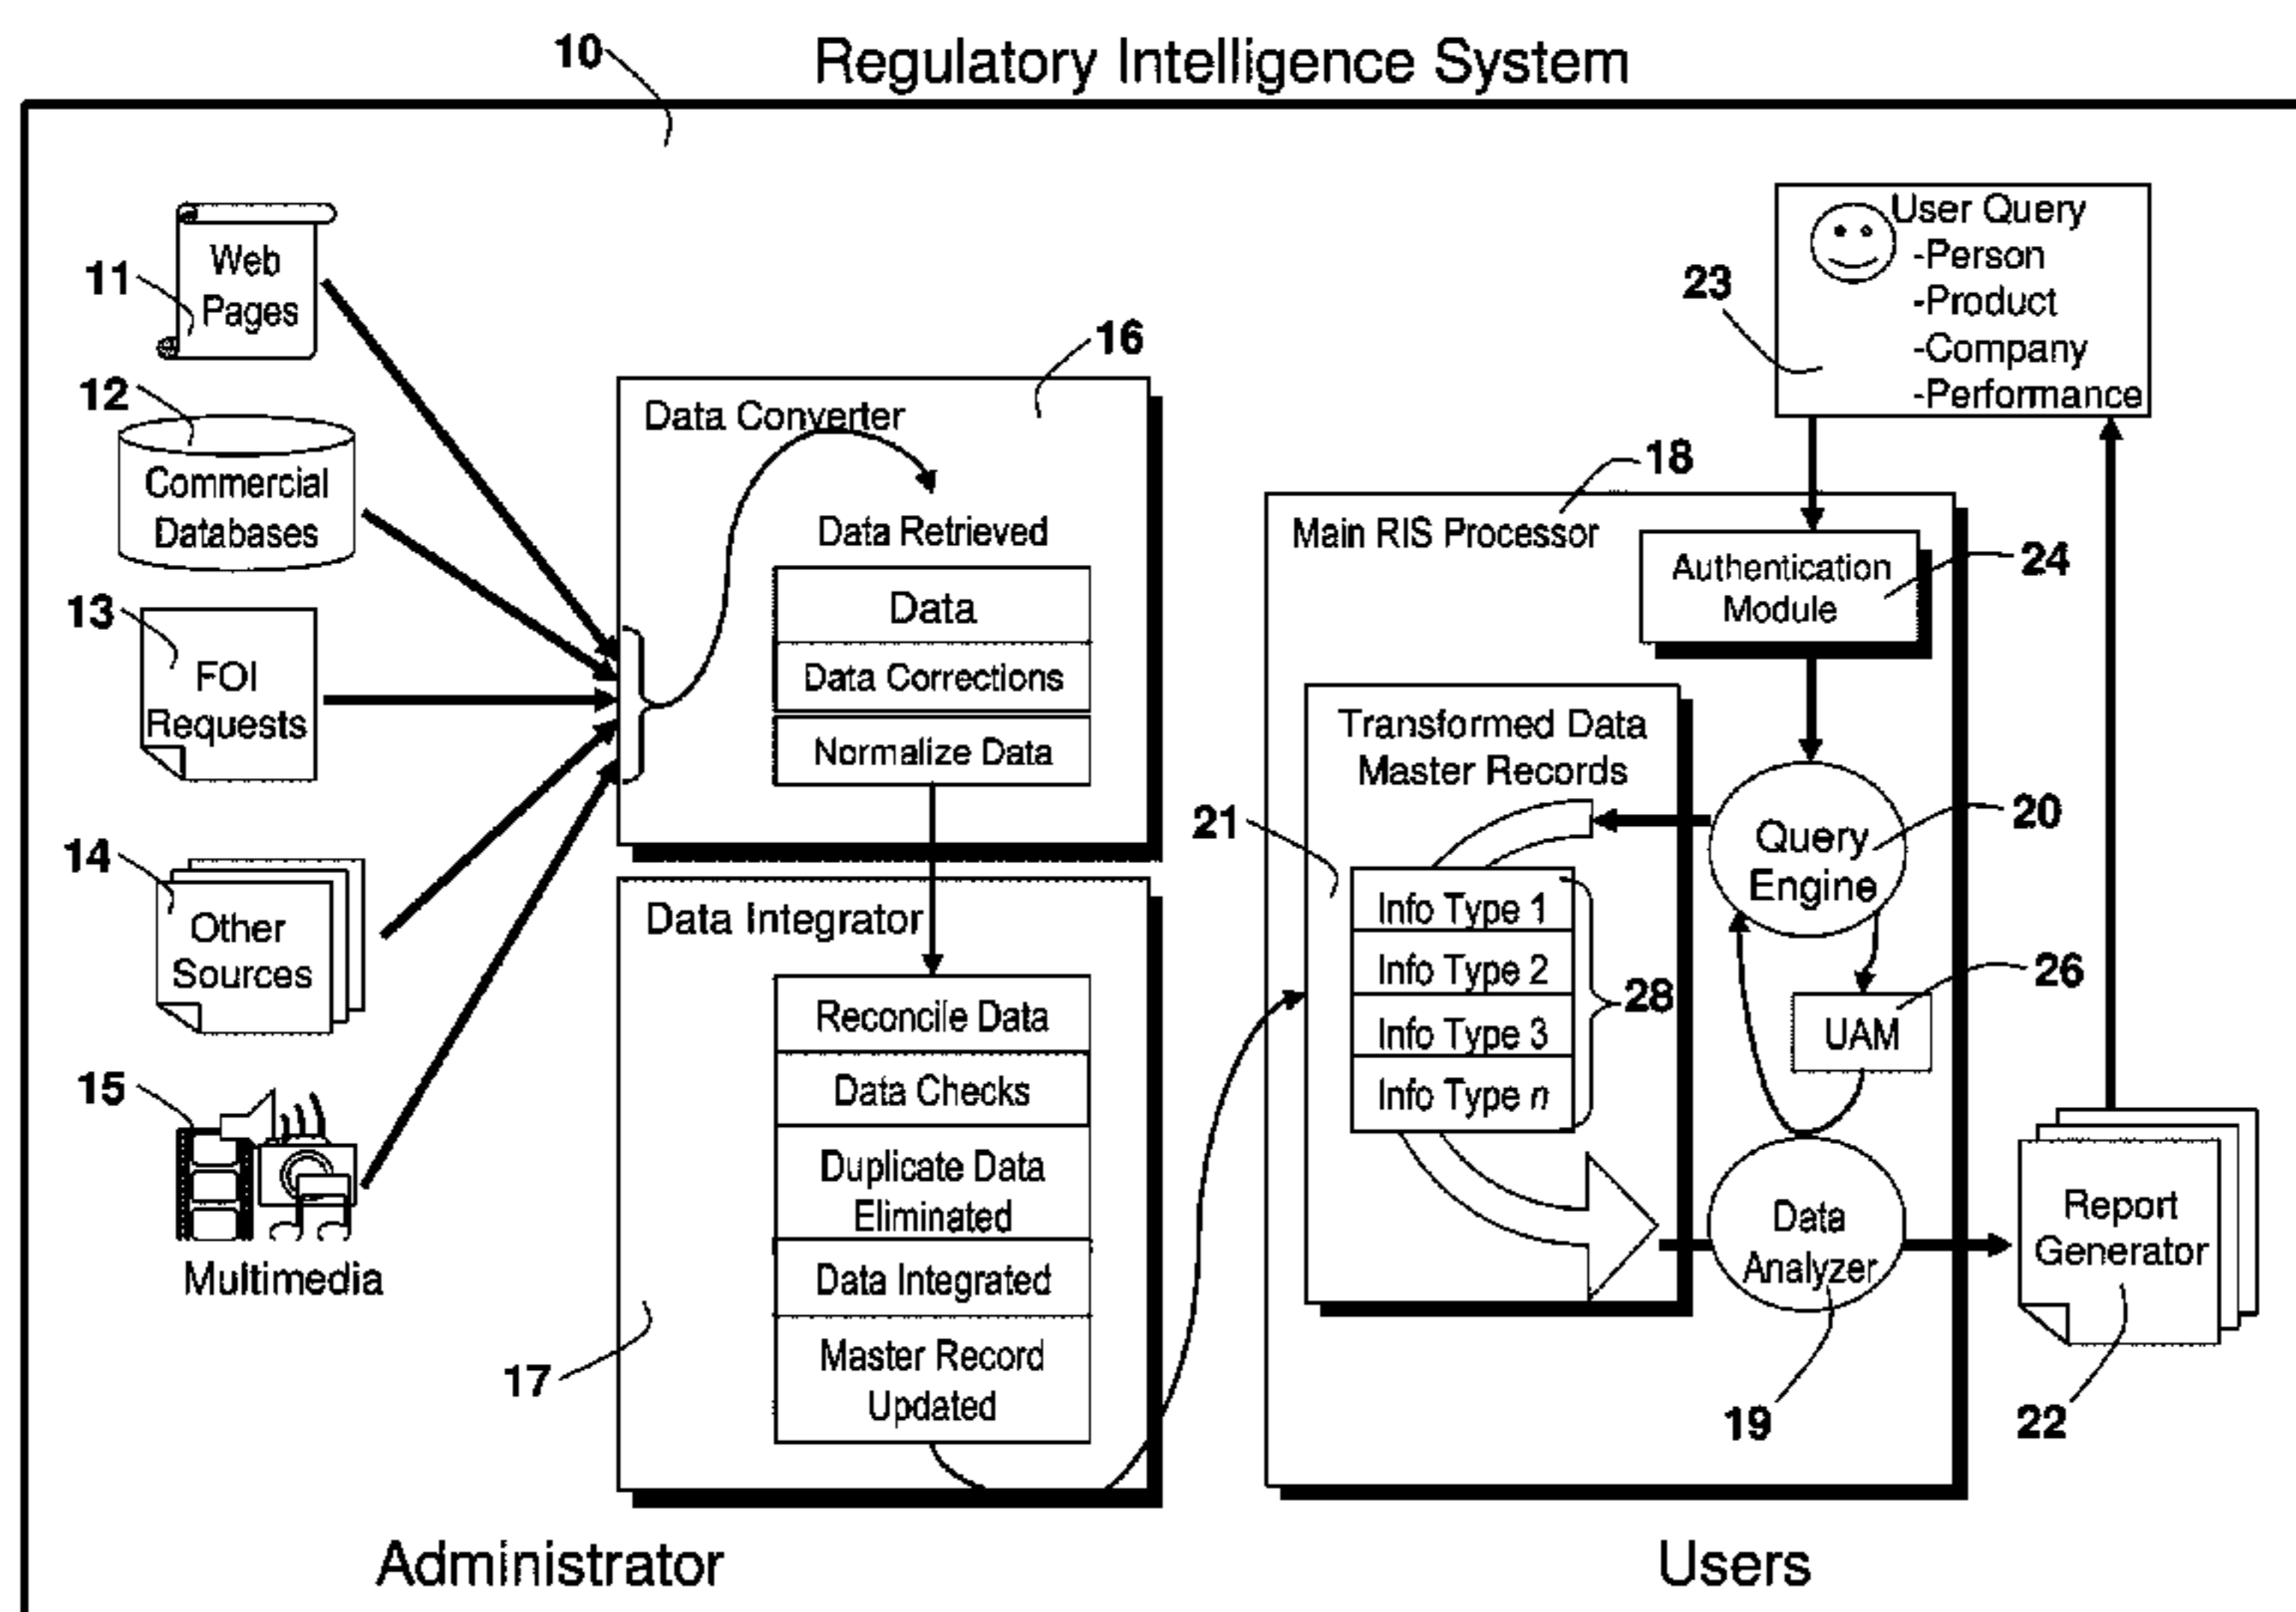 10
Regulatory Intelligence System
11
Web
Pages
12
Commercial
Databases
13
FOI
Requests
14
Other
Sources
15
Multimedia
16
Data Converter
Data Retrieved
Data
Data Corrections
Normalize Data
17
Data Integrator
Reconcile Data
Data Checks
Duplicate Data
Eliminated
Data Integrated
Master Record
Updated
Administrator
23
User Query
-Person
-Product
-Company
-Performance
18
Main RIS Processor
Authentication
Module
24
Transformed Data
Master Records
21
Info Type 1
Info Type 2
Info Type 3
Info Type n
28
Query
Engine
20
26
UAM
Data
Analyzer
19
Report
Generator
22
Users